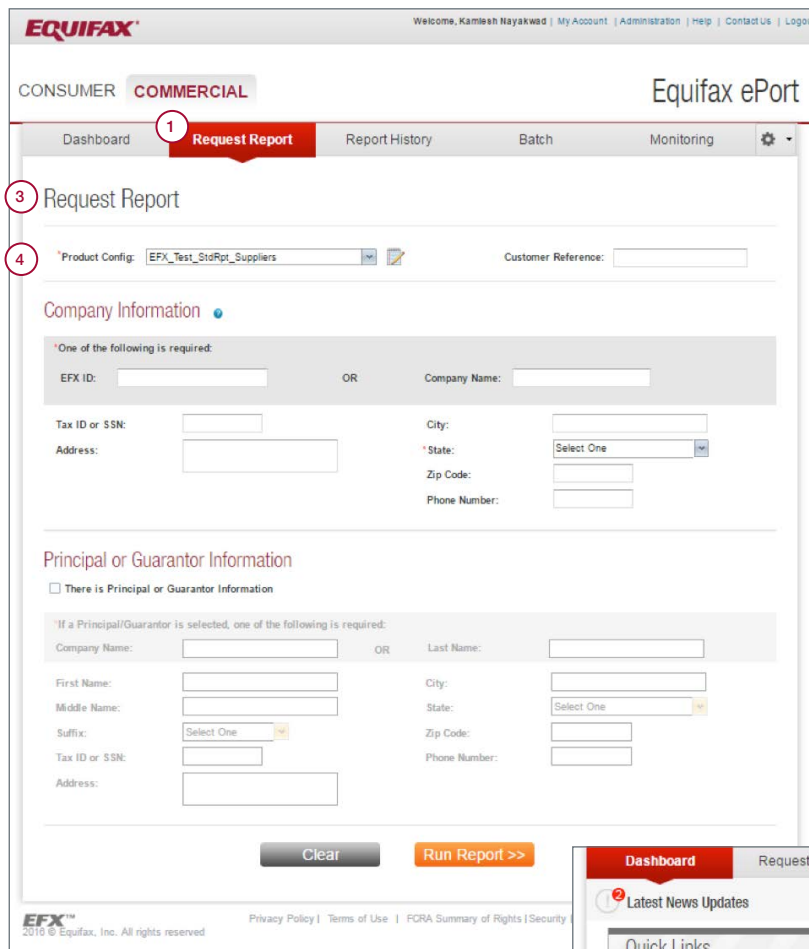 EQUIFAX
Welcome, Kamlesh Nayakwad | My Account | Administration | Help | Contact Us | Logou
CONSUMER COMMERCIAL Equifax ePort
1
Dashboard Request Report Report History Batch Monitoring
3 Request Report
4 *Product Config: EFX_Test_StdRpt_Suppliers Customer Reference:
Company Information ?
*One of the following is required:
EFX ID: OR Company Name:
Tax ID or SSN: City:
Address: *State: Select One
Zip Code:
Phone Number:
Principal or Guarantor Information
There is Principal or Guarantor Information
*If a Principal/Guarantor is selected, one of the following is required:
Company Name: OR Last Name:
First Name: City:
Middle Name: State: Select One
Suffix: Select One Zip Code:
Tax ID or SSN: Phone Number:
Address:
Clear Run Report >>
Dashboard Request
! 2 Latest News Updates
Quick Links
EFX™
2016 © Equifax, Inc. All rights reserved
Privacy Policy | Terms of Use | FCRA Summary of Rights | Security |